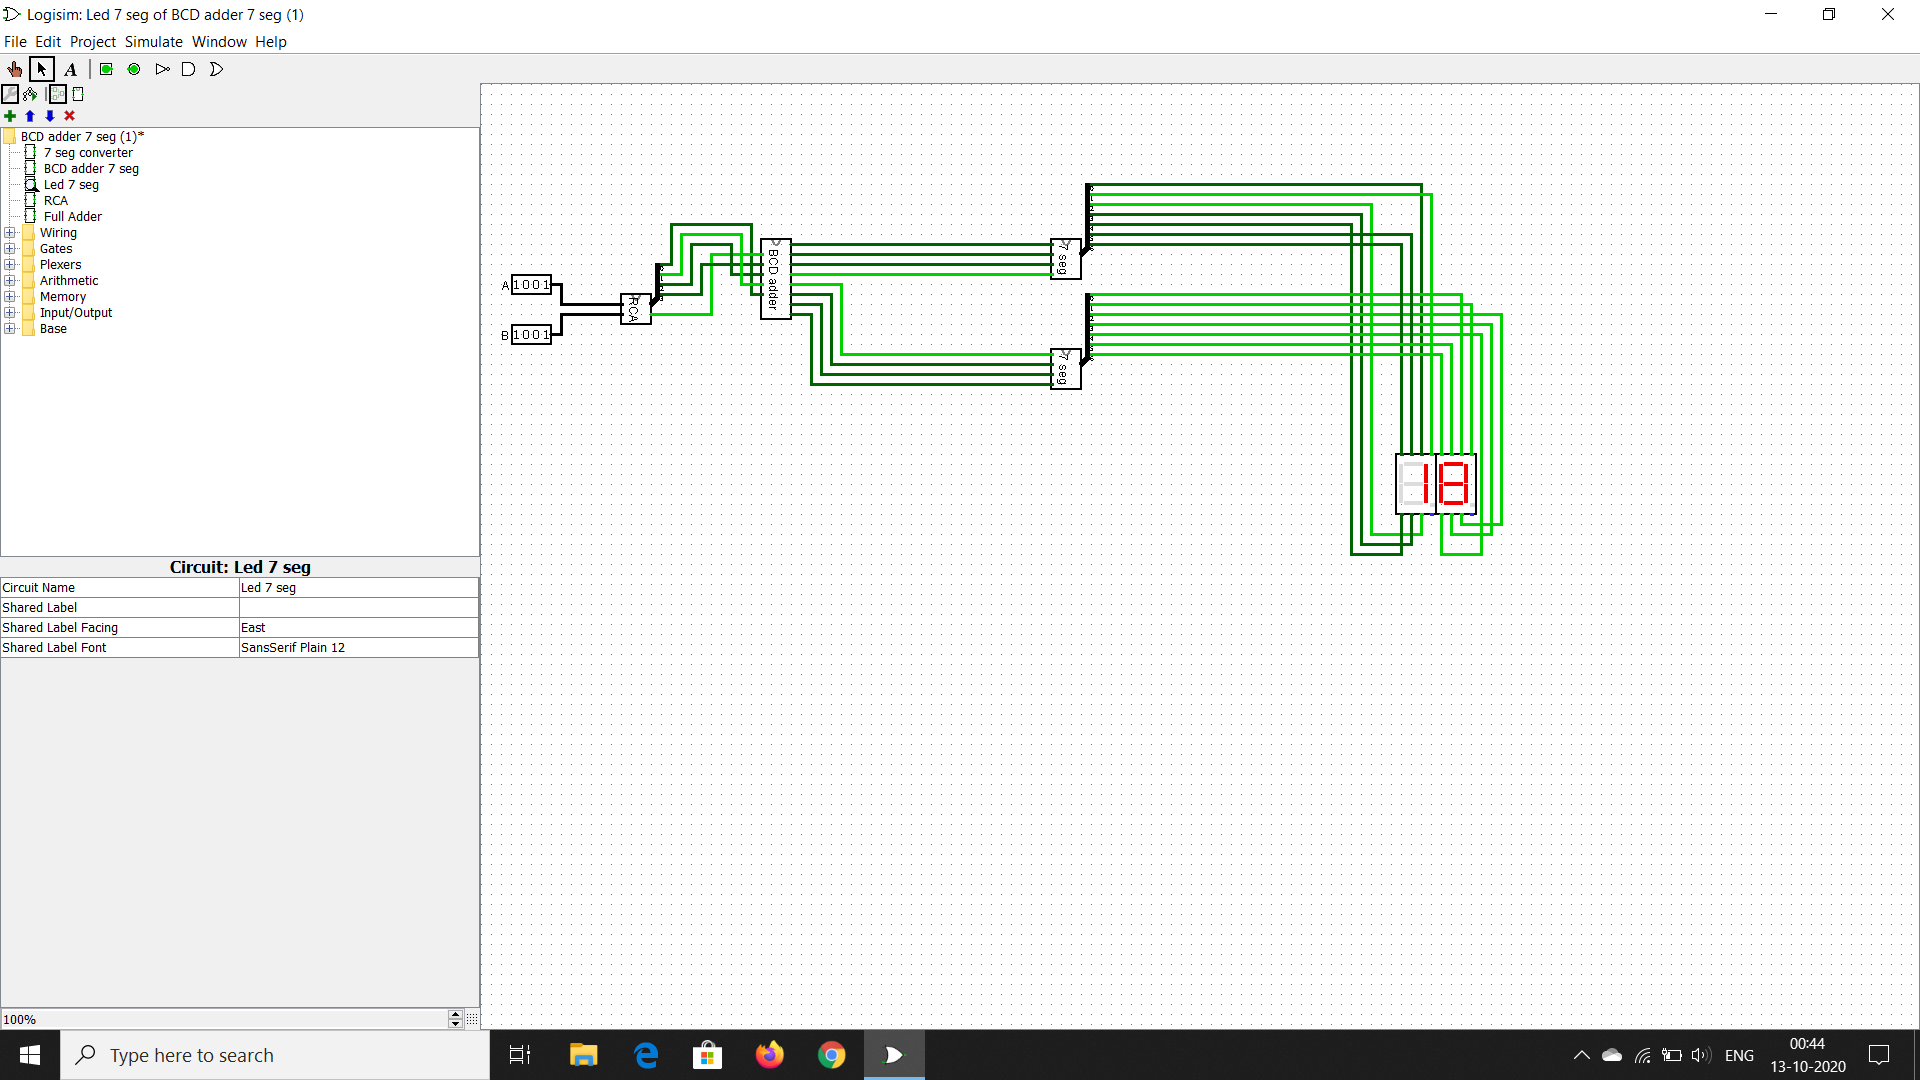 Logisim: Led 7 seg of BCD adder 7 seg (1)
File Edit Project Simulate Window Help
A
BCD adder 7 seg (1)*
7 seg converter
BCD adder 7 seg
Led 7 seg
RCA
Full Adder
Wiring
Gates
Plexers
Arithmetic
Memory
Input/Output
Base
Circuit: Led 7 seg
Circuit Name Led 7 seg
Shared Label
Shared Label Facing East
Shared Label Font SansSerif Plain 12
100%
A 1001
B 1001
RCA
BCD adder
7 seg
7 seg
18
Type here to search
ENG
00:44
13-10-2020